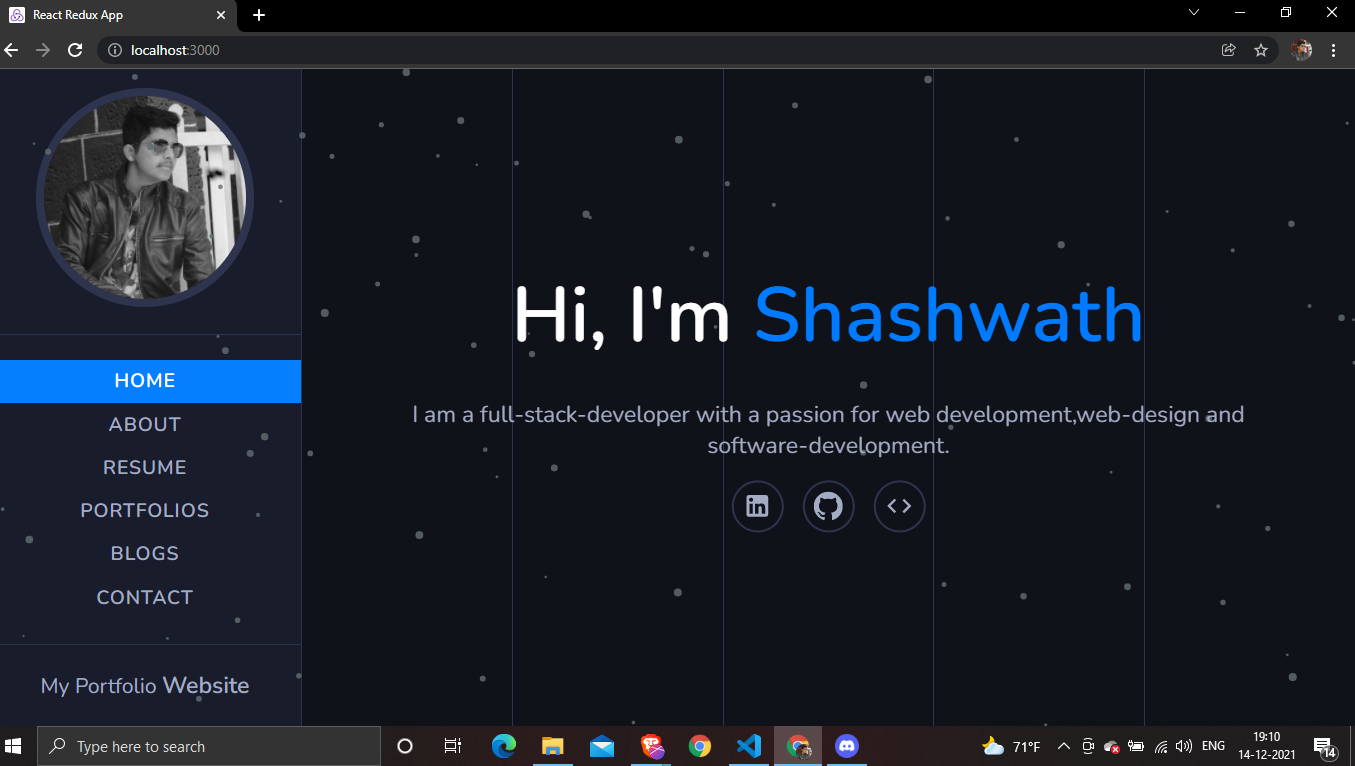 React Redux App
localhost:3000
HOME
ABOUT
RESUME
PORTFOLIOS
BLOGS
CONTACT
My Portfolio Website
Hi, I'm Shashwath
I am a full-stack-developer with a passion for web development,web-design and
software-development.
Type here to search
71°F
ENG
19:10
14-12-2021
14